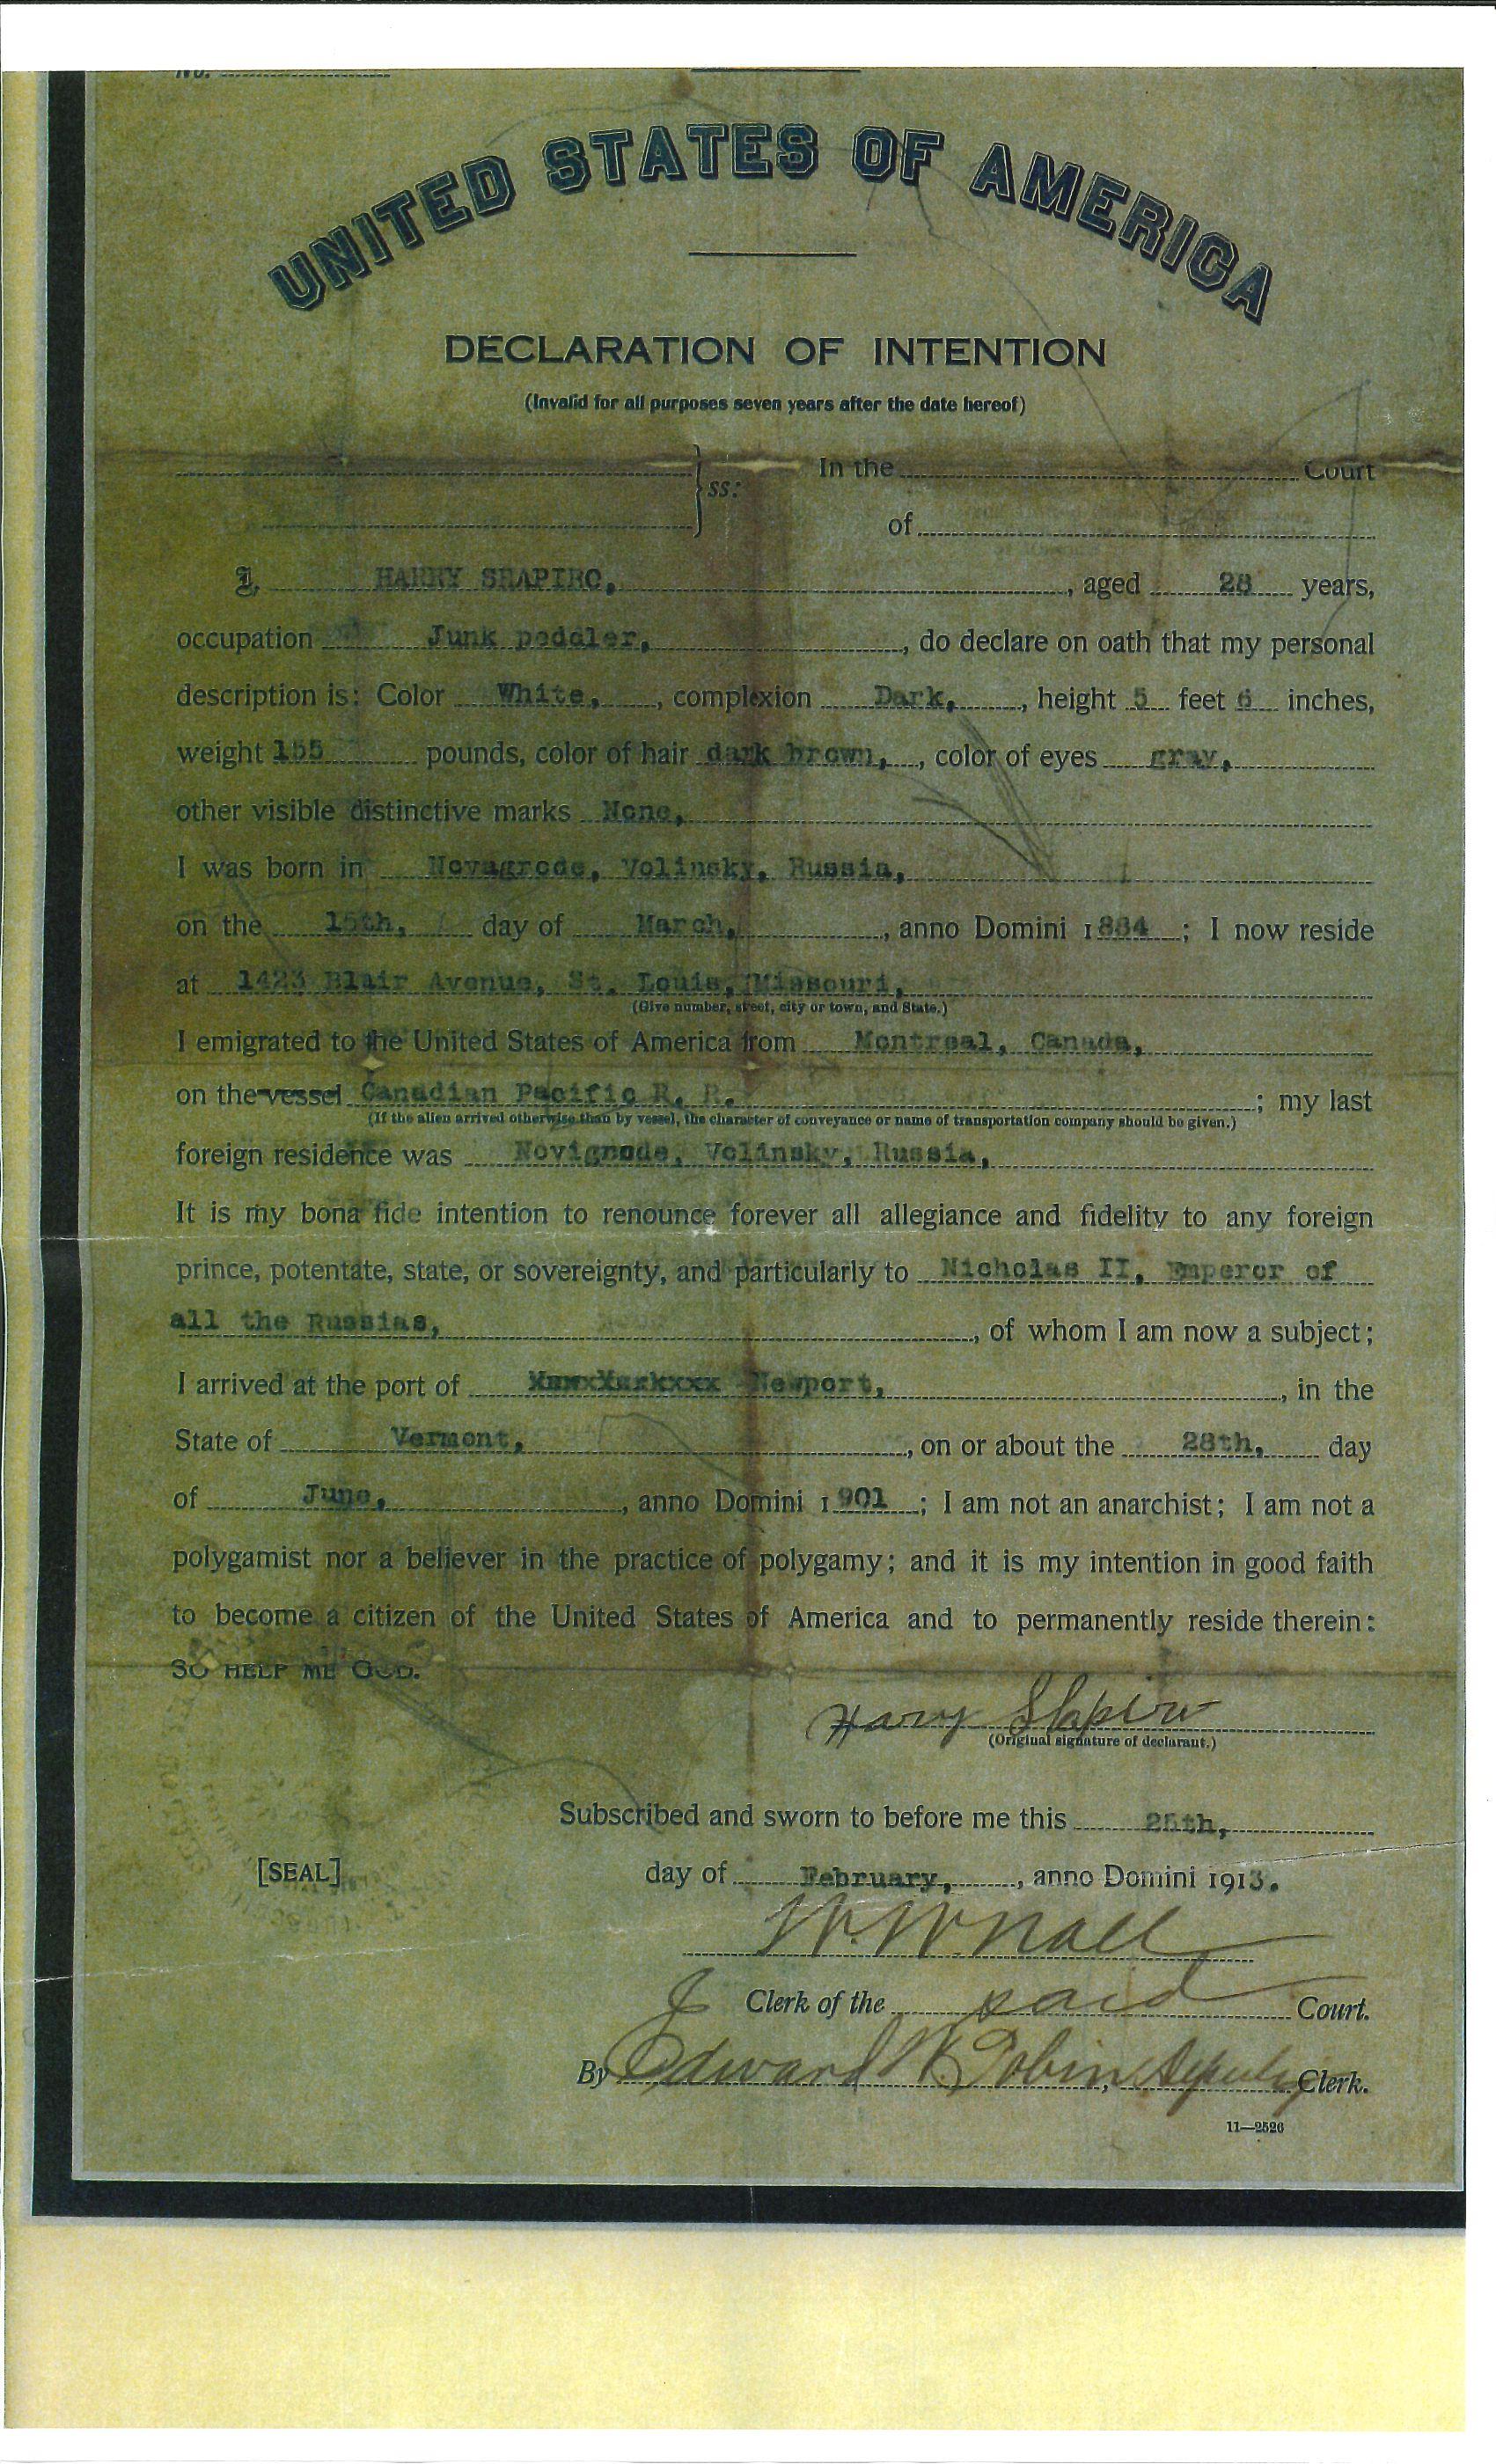 No.
UNITED STATES OF AMERICA
DECLARATION OF INTENTION
(Invalid for all purposes seven years after the date hereof)
In the Court
ss:
of
I, HARRY SHAPIRO, , aged 28 years,
occupation Junk peddler, , do declare on oath that my personal
description is: Color White, , complexion Dark, , height 5 feet 6 inches,
weight 155 pounds, color of hair dark brown, , color of eyes gray,
other visible distinctive marks None,
I was born in Novagrode, Volinsky, Russia,
on the 15th, day of March, , anno Domini 1884 ; I now reside
at 1423 Blair Avenue, St. Louis, Missouri,
(Give number, street, city or town, and State.)
I emigrated to the United States of America from Montreal, Canada,
on the vessel Canadian Pacific R. R. ; my last
(If the alien arrived otherwise than by vessel, the character of conveyance or name of transportation company should be given.)
foreign residence was Novignode, Volinsky, Russia,
It is my bona fide intention to renounce forever all allegiance and fidelity to any foreign
prince, potentate, state, or sovereignty, and particularly to Nicholas II, Emperor of
all the Russias, , of whom I am now a subject;
I arrived at the port of Newport, , in the
State of Vermont, , on or about the 28th, day
of June, , anno Domini 1901 ; I am not an anarchist; I am not a
polygamist nor a believer in the practice of polygamy; and it is my intention in good faith
to become a citizen of the United States of America and to permanently reside therein:
SO HELP ME GOD.
Harry Shapiro
(Original signature of declarant.)
Subscribed and sworn to before me this 25th,
[SEAL] day of February, , anno Domini 1913.
W. W. Nall
Clerk of the said Court.
By Edward W. Tobin, Deputy Clerk.
11—2526